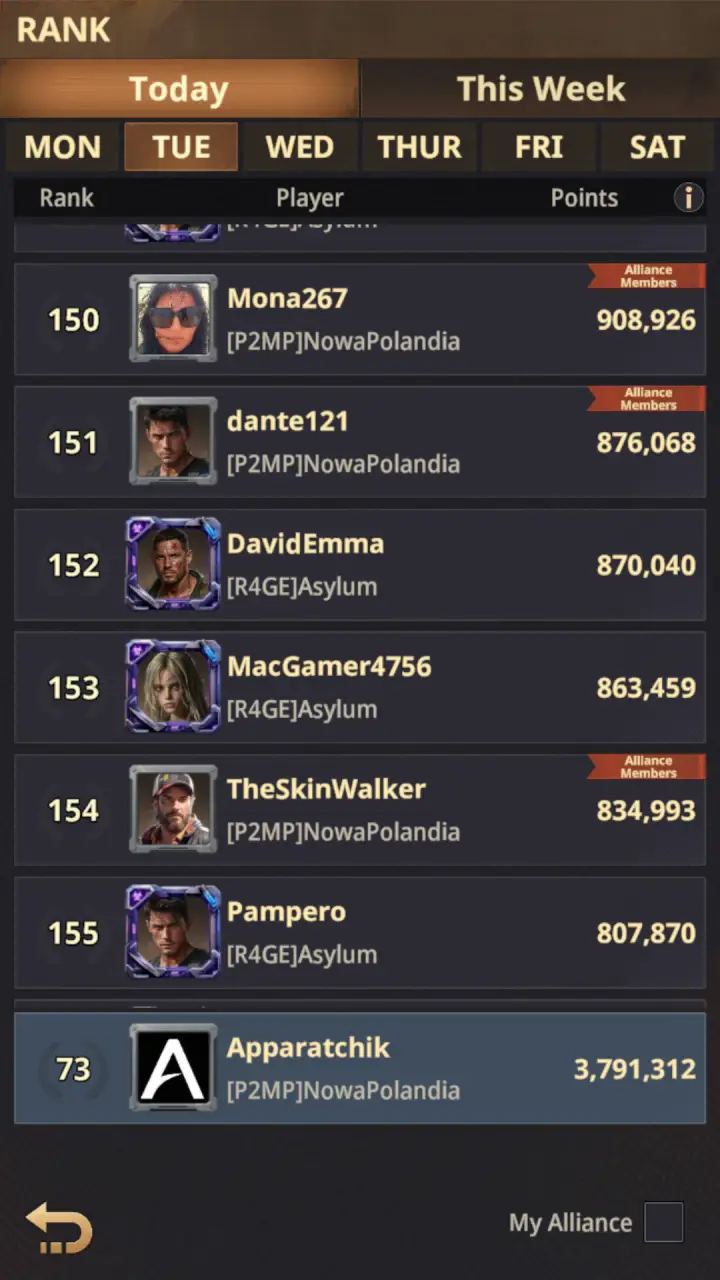 RANK
Today
This Week
MON
TUE
WED
THUR
FRI
SAT
Rank
Player
Points
[R4GE]Asylum
150
Mona267
[P2MP]NowaPolandia
Alliance
Members
908,926
151
dante121
[P2MP]NowaPolandia
Alliance
Members
876,068
152
DavidEmma
[R4GE]Asylum
870,040
153
MacGamer4756
[R4GE]Asylum
863,459
154
TheSkinWalker
[P2MP]NowaPolandia
Alliance
Members
834,993
155
Pampero
[R4GE]Asylum
807,870
73
Apparatchik
[P2MP]NowaPolandia
3,791,312
My Alliance